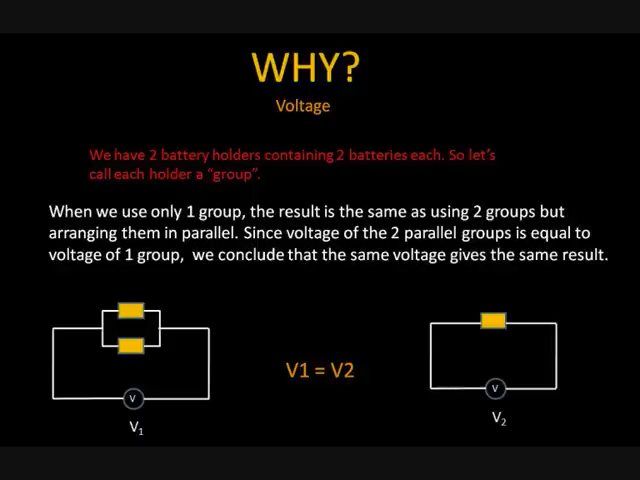 WHY?
Voltage
We have 2 battery holders containing 2 batteries each. So let's
call each holder a "group".
When we use only 1 group, the result is the same as using 2 groups but
arranging them in parallel. Since voltage of the 2 parallel groups is equal to
voltage of 1 group,  we conclude that the same voltage gives the same result.
V1 = V2
V
V1
V
V2